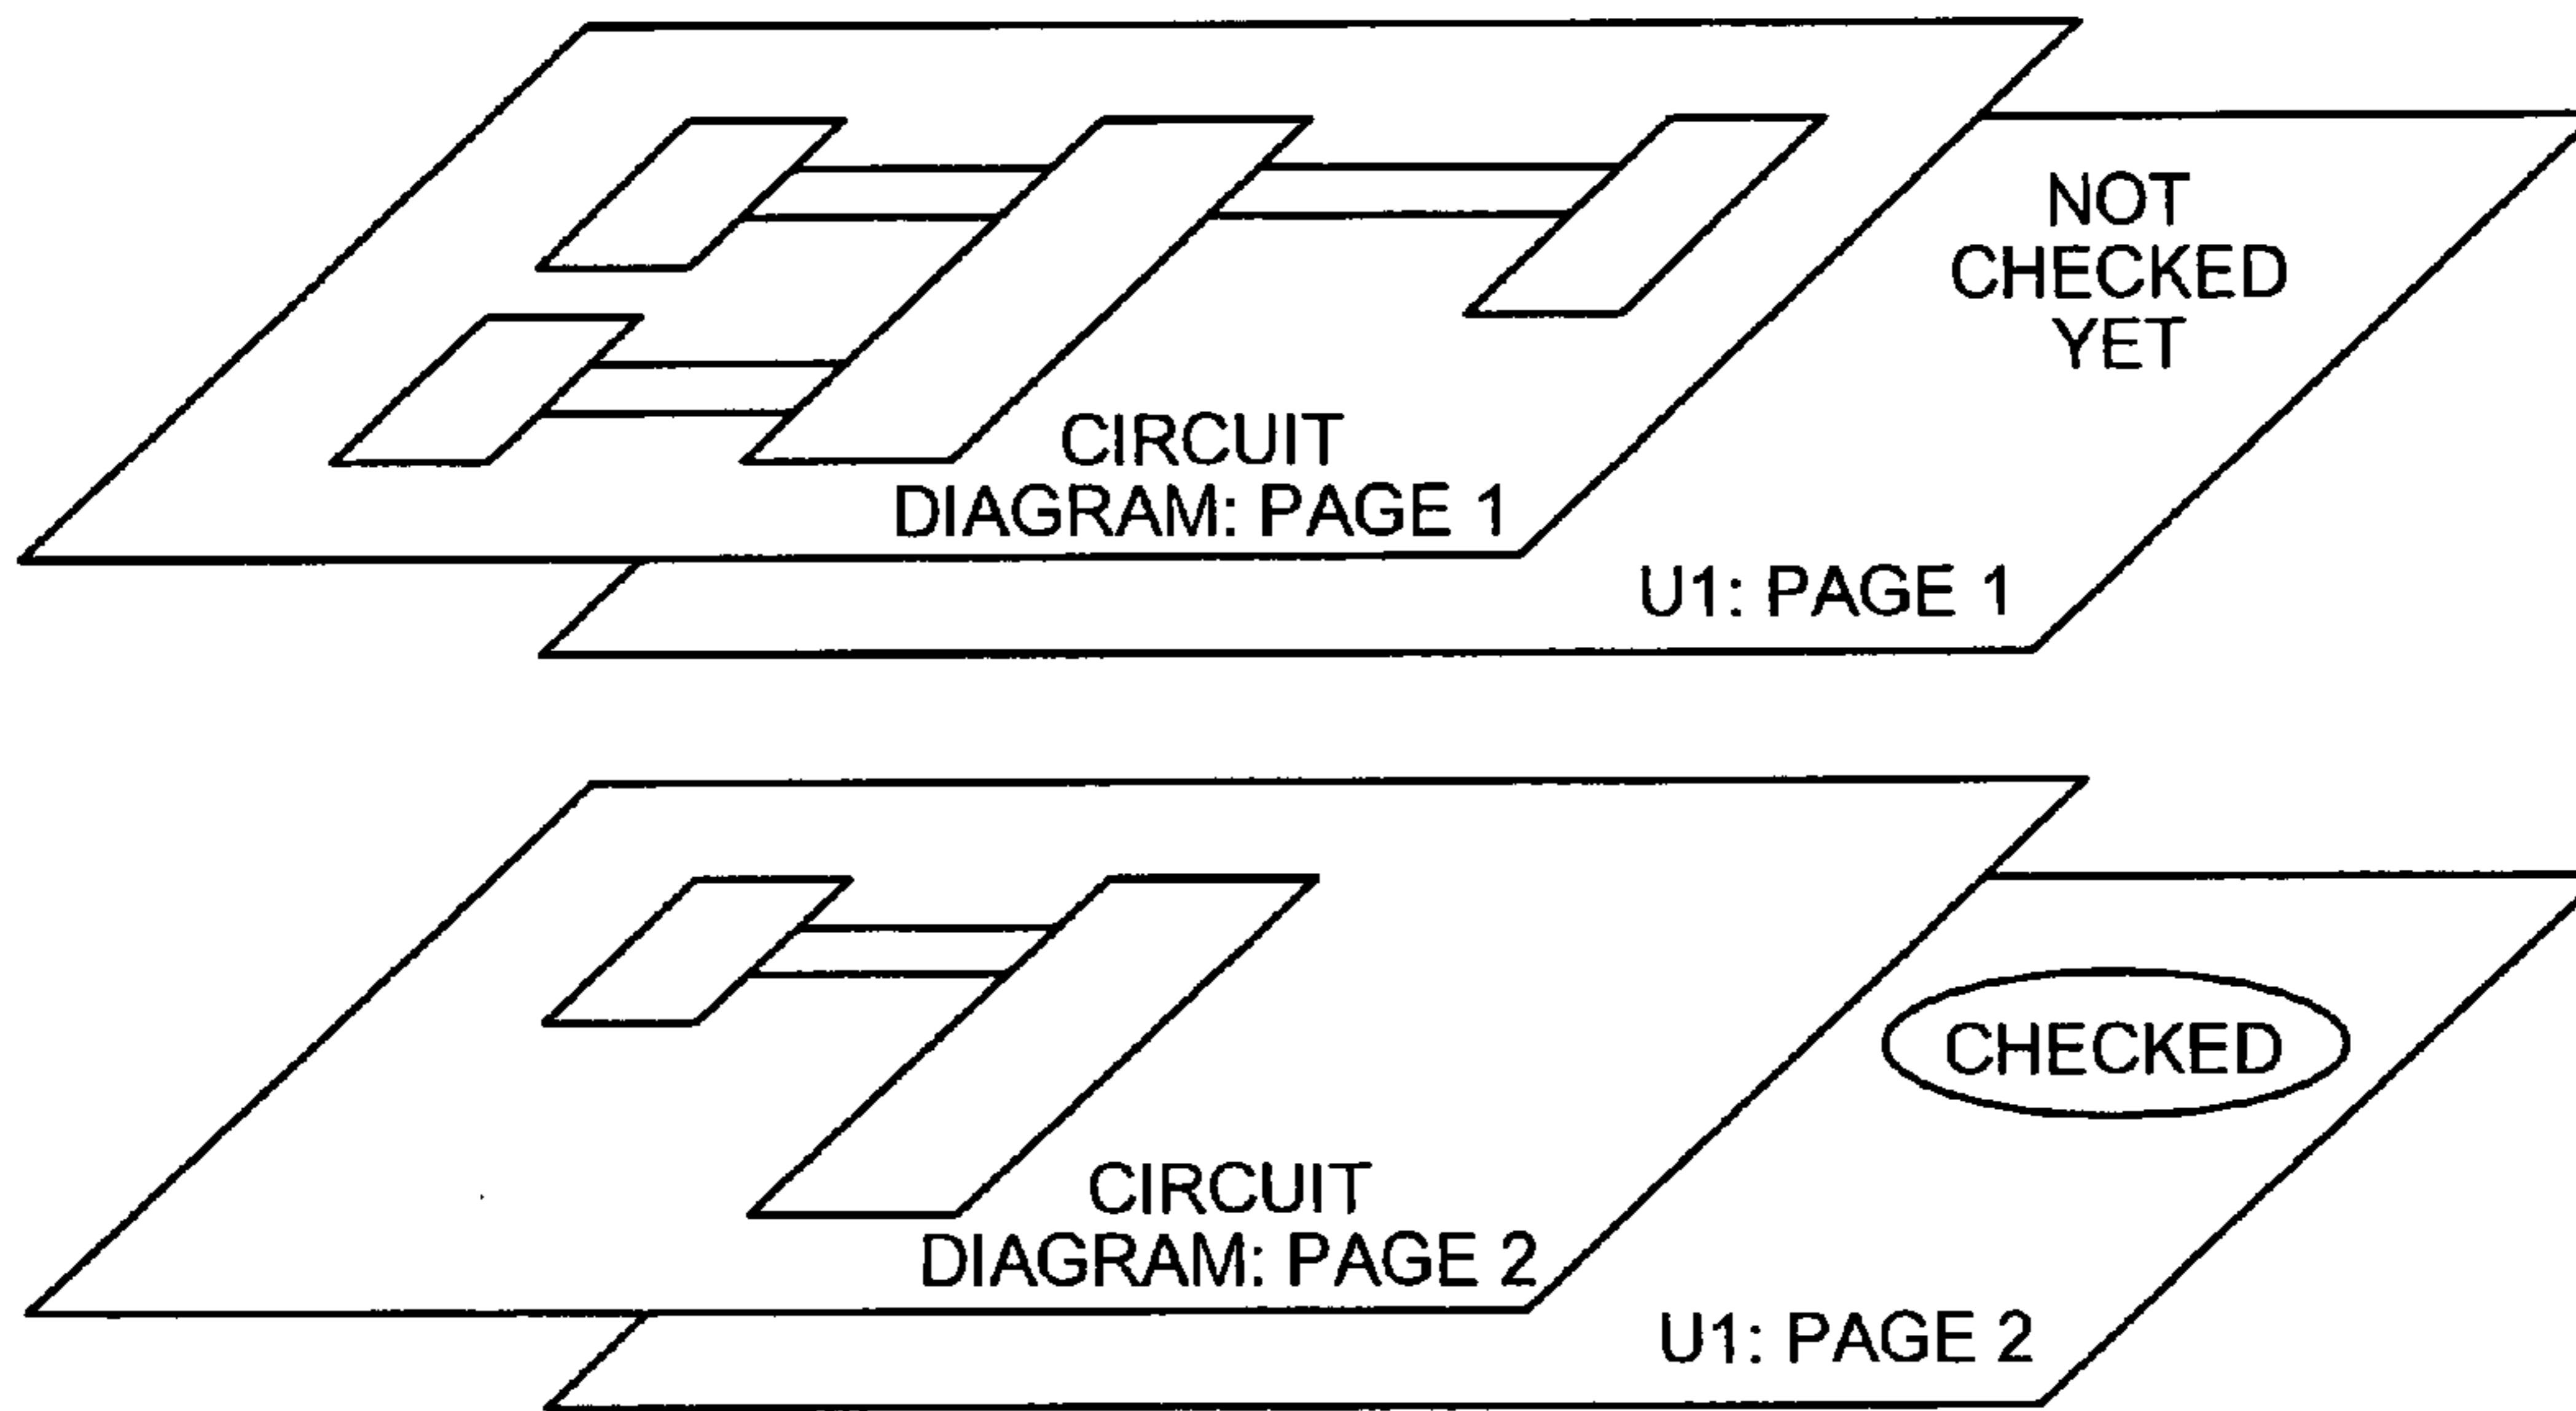 NOT
CHECKED
YET
CIRCUIT
DIAGRAM: PAGE 1
U1: PAGE 1
CHECKED
CIRCUIT
DIAGRAM: PAGE 2
U1: PAGE 2